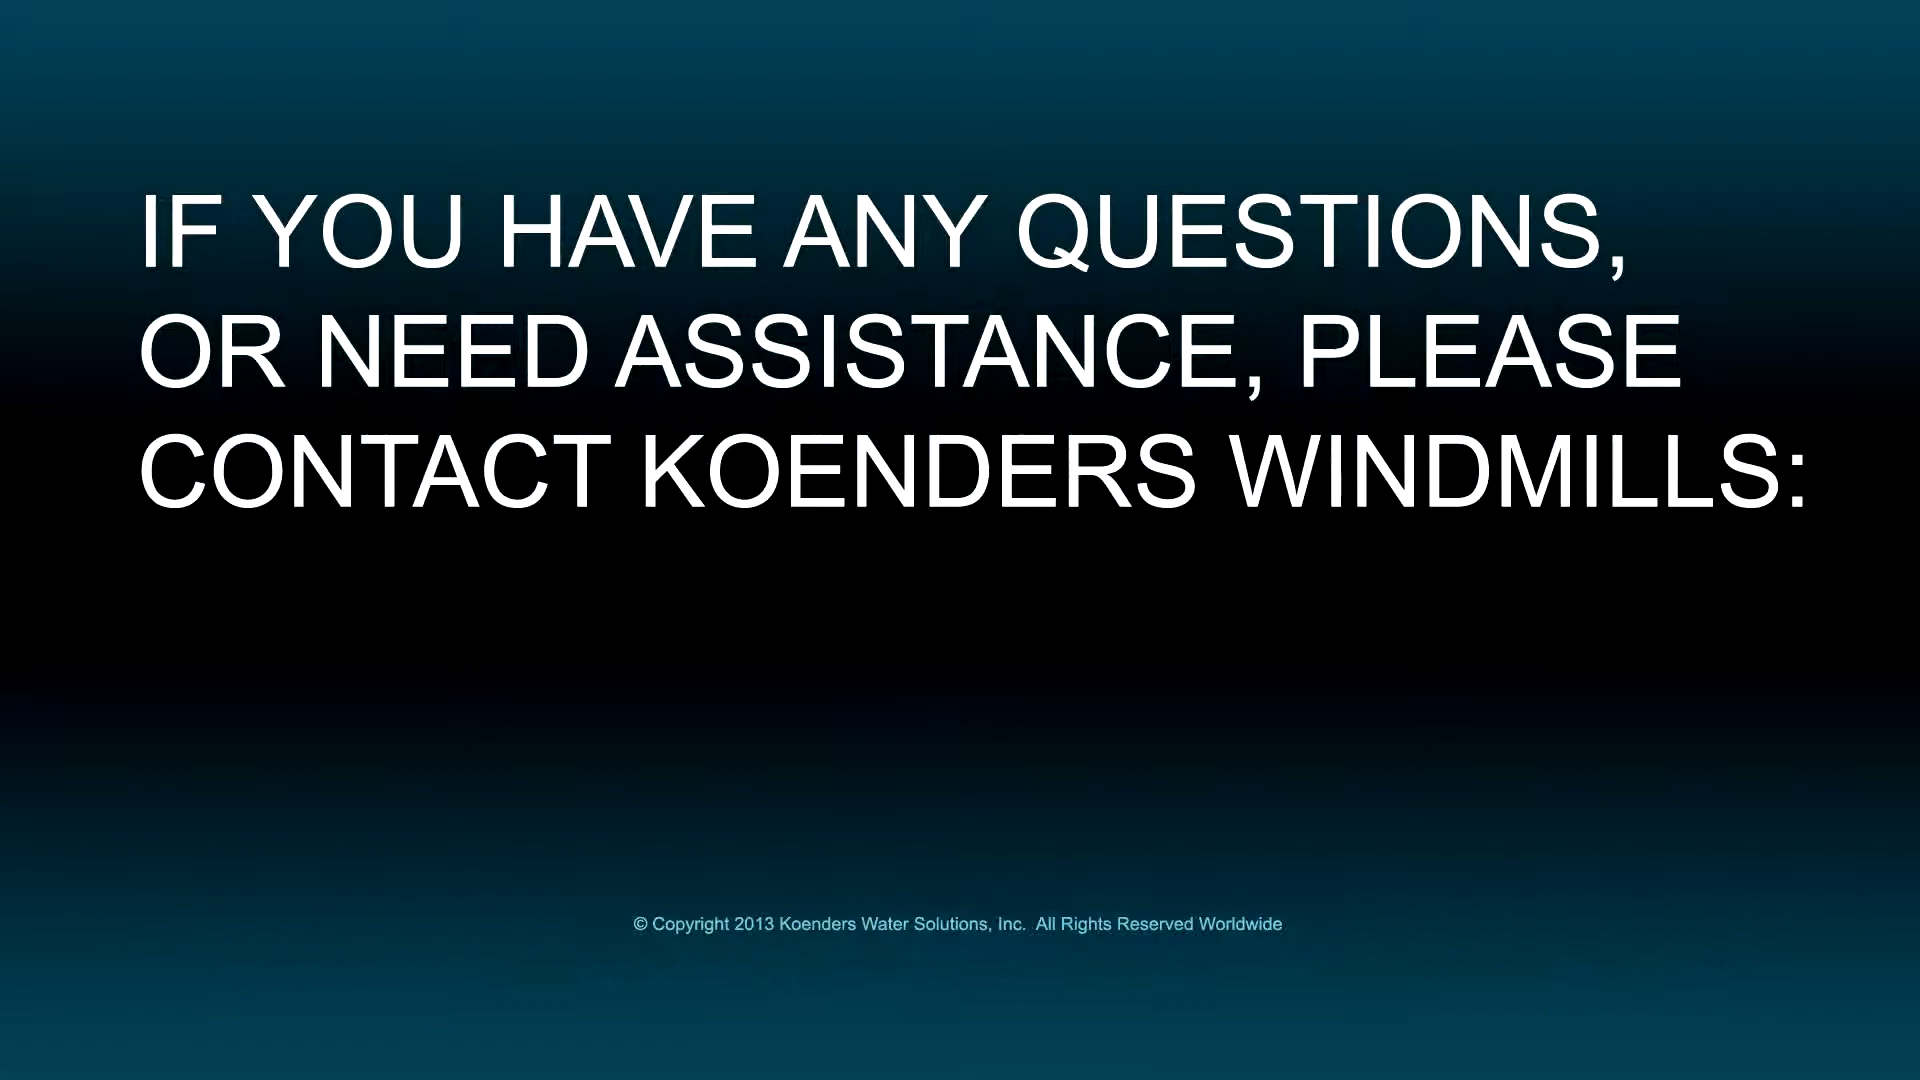 IF YOU HAVE ANY QUESTIONS,
OR NEED ASSISTANCE, PLEASE
CONTACT KOENDERS WINDMILLS:
© Copyright 2013 Koenders Water Solutions, Inc.  All Rights Reserved Worldwide